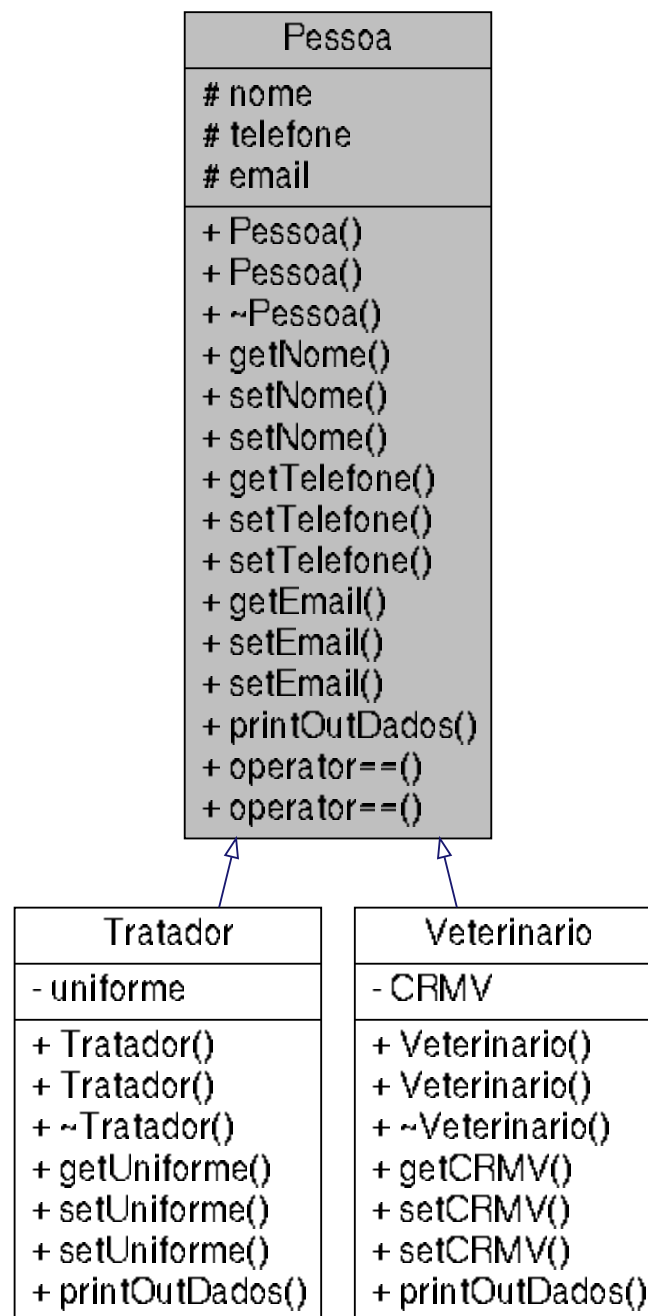 Pessoa
# nome
# telefone
# email
+ Pessoa()
+ Pessoa()
+ ~Pessoa()
+ getNome()
+ setNome()
+ setNome()
+ getTelefone()
+ setTelefone()
+ setTelefone()
+ getEmail()
+ setEmail()
+ setEmail()
+ printOutDados()
+ operator==()
+ operator==()
Tratador
- uniforme
+ Tratador()
+ Tratador()
+ ~Tratador()
+ getUniforme()
+ setUniforme()
+ setUniforme()
+ printOutDados()
Veterinario
- CRMV
+ Veterinario()
+ Veterinario()
+ ~Veterinario()
+ getCRMV()
+ setCRMV()
+ setCRMV()
+ printOutDados()